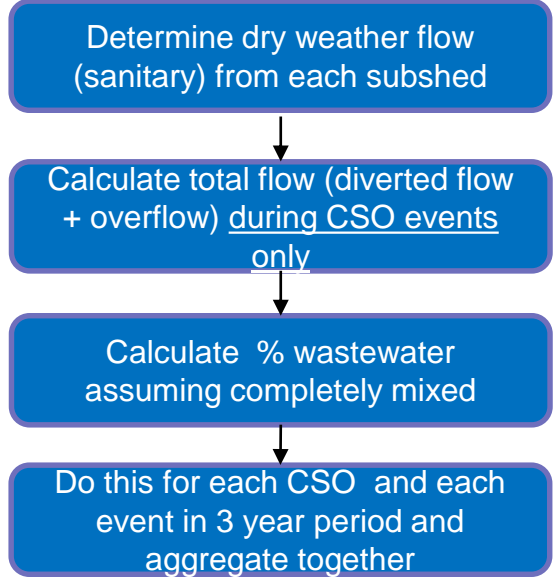 Determine dry weather flow
(sanitary) from each subshed
Calculate total flow (diverted flow
+ overflow) during CSO events
only
Calculate  % wastewater
assuming completely mixed
Do this for each CSO  and each
event in 3 year period and
aggregate together